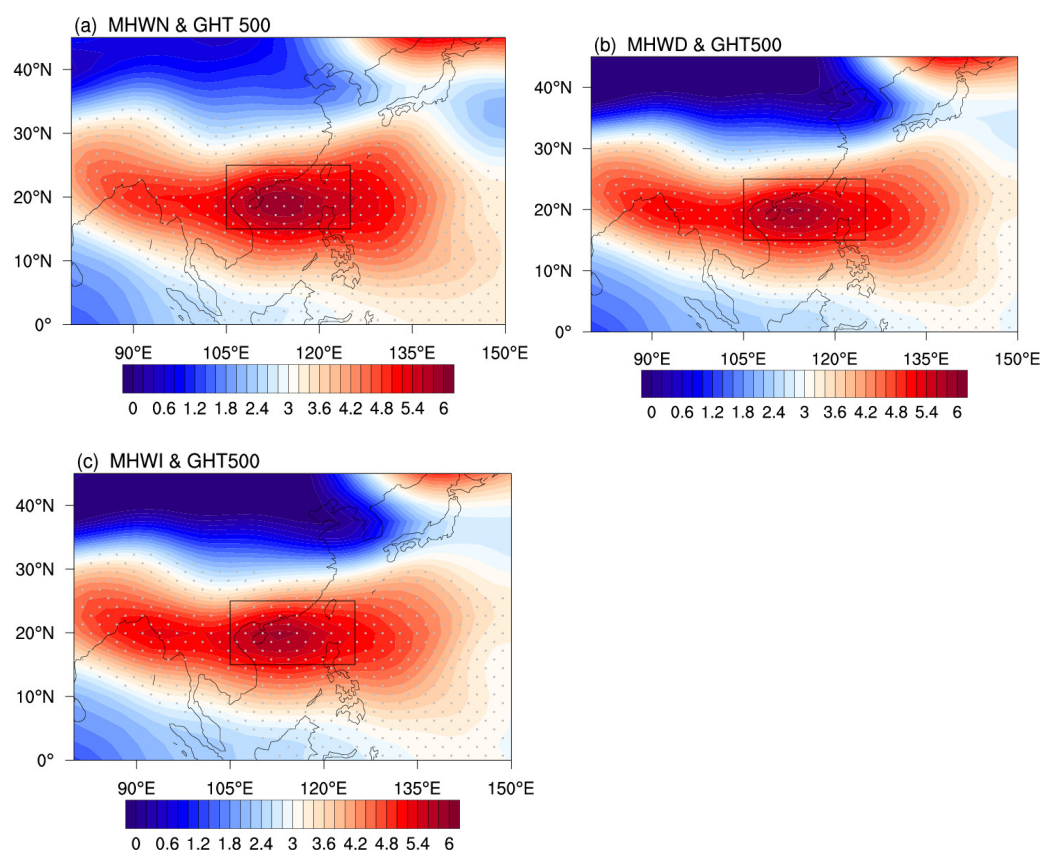 (a) MHWN & GHT 500
40°N
30°N
20°N
10°N
0°
90°E 105°E 120°E 135°E 150°E
0 0.6 1.2 1.8 2.4 3 3.6 4.2 4.8 5.4 6
(b) MHWD & GHT500
40°N
30°N
20°N
10°N
0°
90°E 105°E 120°E 135°E 150°E
0 0.6 1.2 1.8 2.4 3 3.6 4.2 4.8 5.4 6
(c) MHWI & GHT500
40°N
30°N
20°N
10°N
0°
90°E 105°E 120°E 135°E 150°E
0 0.6 1.2 1.8 2.4 3 3.6 4.2 4.8 5.4 6